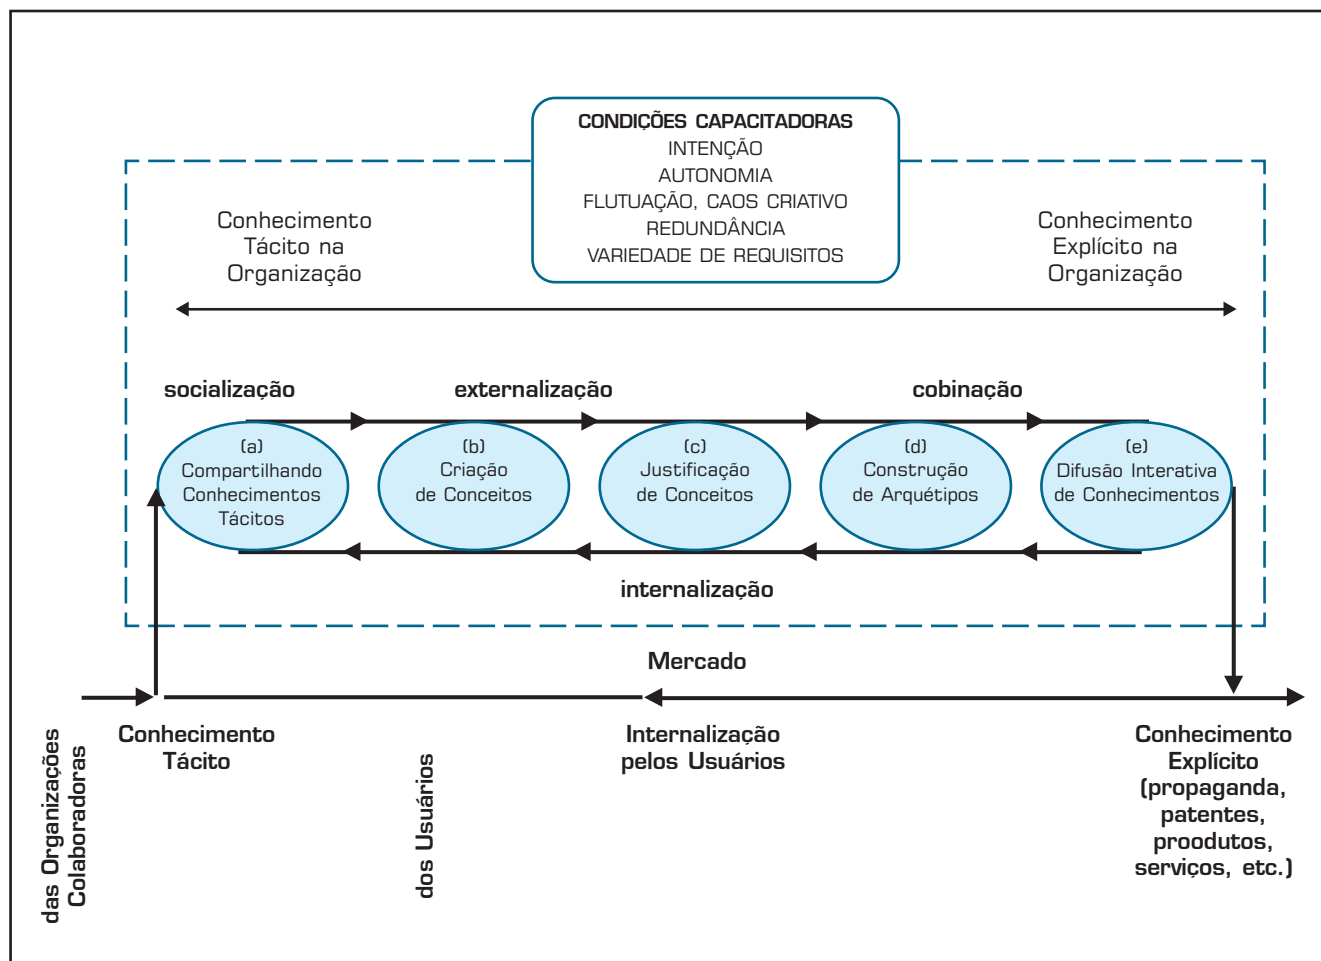 CONDIÇÕES CAPACITADORAS
INTENÇÃO
AUTONOMIA
FLUTUAÇÃO, CAOS CRIATIVO
REDUNDÂNCIA
VARIEDADE DE REQUISITOS
Conhecimento
Tácito na
Organização
Conhecimento
Explícito na
Organização
socialização
externalização
cobinação
(a)
Compartilhando
Conhecimentos
Tácitos
(b)
Criação
de Conceitos
(c)
Justificação
de Conceitos
(d)
Construção
de Arquétipos
(e)
Difusão Interativa
de Conhecimentos
internalização
Mercado
das Organizações
Colaboradoras
Conhecimento
Tácito
dos Usuários
Internalização
pelos Usuários
Conhecimento
Explícito
(propaganda,
patentes,
proodutos,
serviços, etc.)